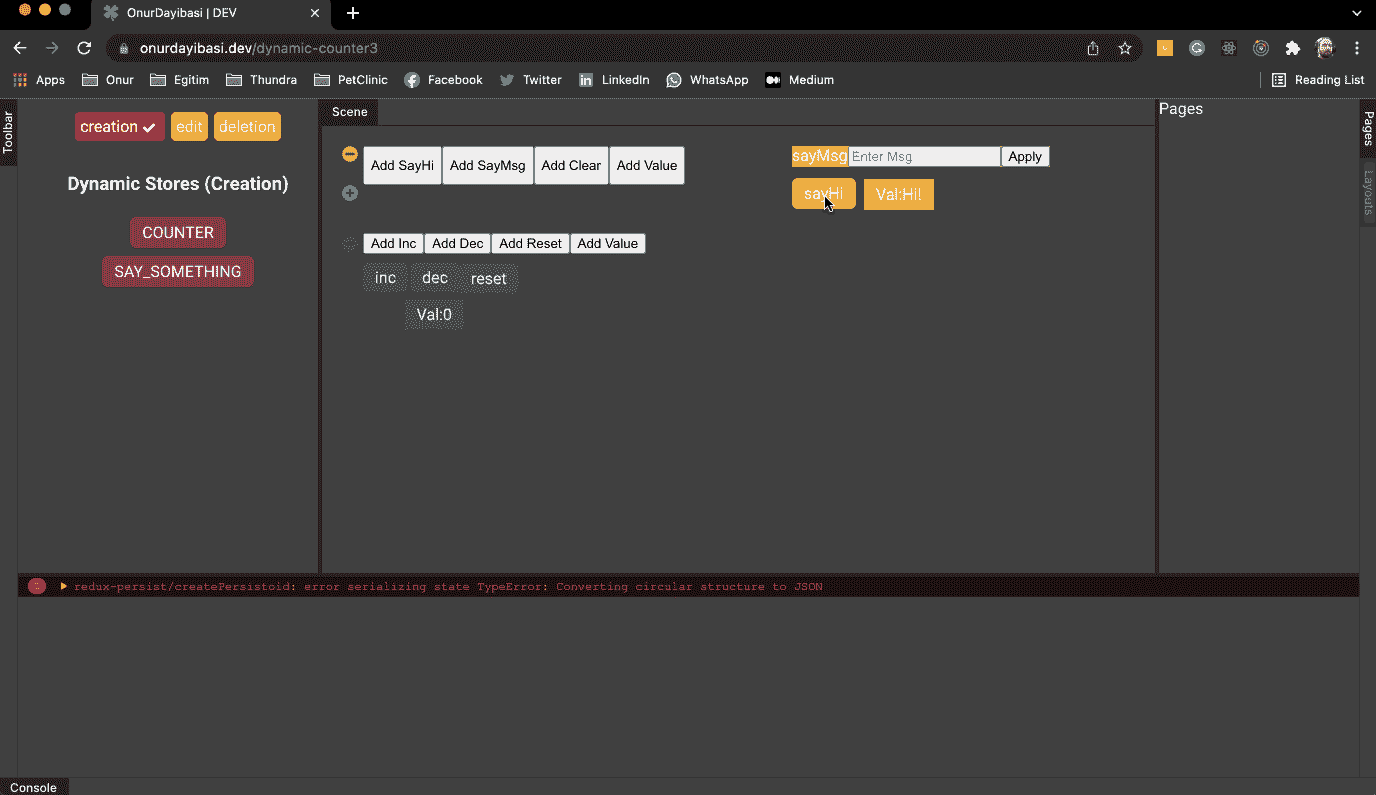 OnurDayibasi | DEV
onurdayibasi.dev/dynamic-counter3
Apps Onur Egitim Thundra PetClinic Facebook Twitter LinkedIn WhatsApp Medium Reading List
Toolbar
creation edit deletion
Dynamic Stores (Creation)
COUNTER
SAY_SOMETHING
Scene
Add SayHi Add SayMsg Add Clear Add Value
sayMsg Enter Msg Apply
sayHi Val:Hi!
Add Inc Add Dec Add Reset Add Value
inc dec reset
Val:0
Pages
Pages
Layouts
redux-persist/createPersistoid: error serializing state TypeError: Converting circular structure to JSON
Console